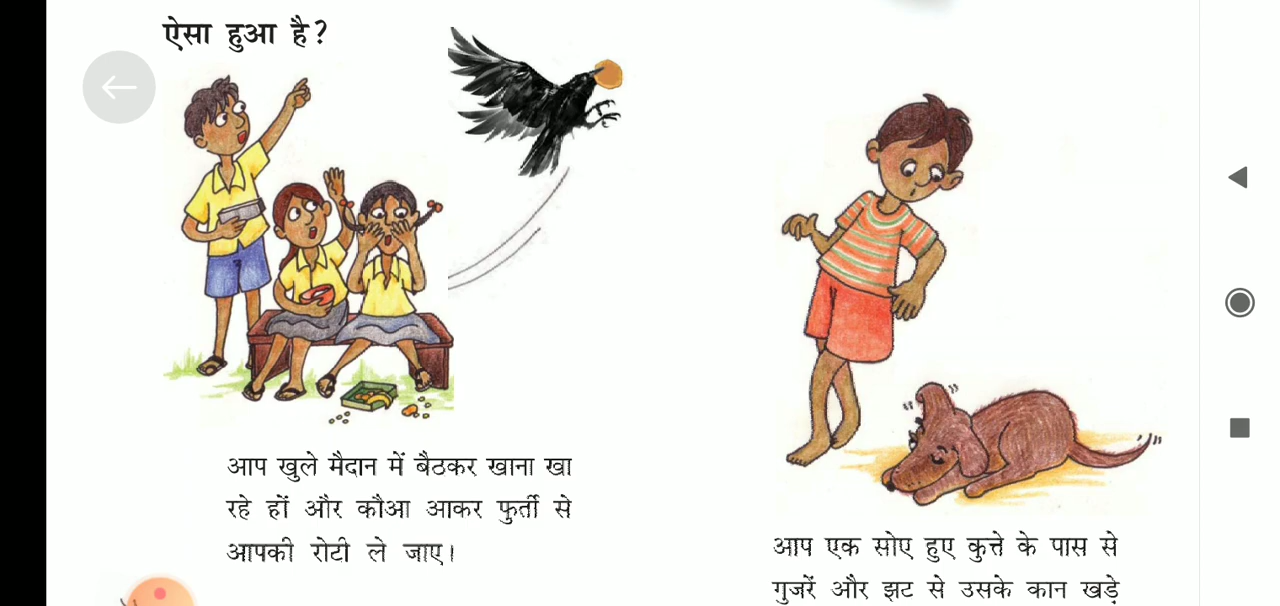 ऐसा हुआ है?
आप खुले मैदान में बैठकर खाना खा
रहे हों और कौआ आकर फुर्ती से
आपकी रोटी ले जाए।
आप एक सोए हुए कुत्ते के पास से
गुजरें और झट से उसके कान खड़े